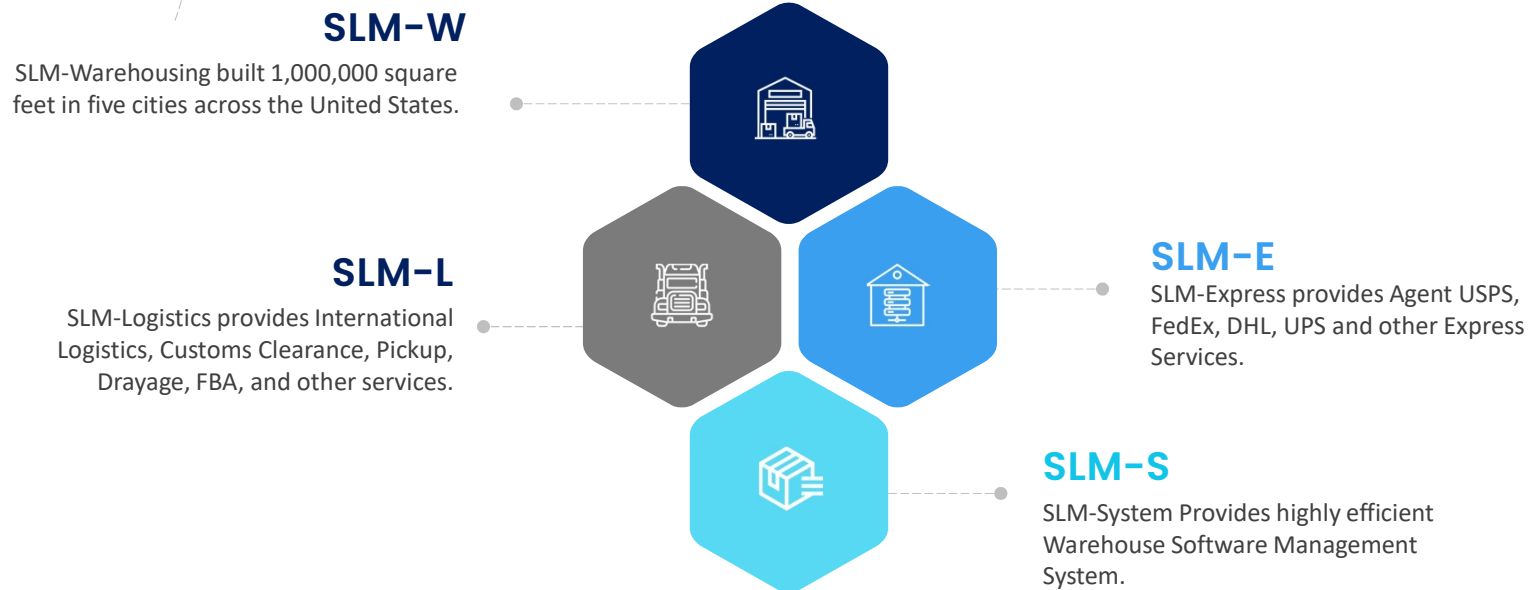 SLM-W
SLM-Warehousing built 1,000,000 square
feet in five cities across the United States.
SLM-L
SLM-Logistics provides International
Logistics, Customs Clearance, Pickup,
Drayage, FBA, and other services.
SLM-E
SLM-Express provides Agent USPS,
FedEx, DHL, UPS and other Express
Services.
SLM-S
SLM-System Provides highly efficient
Warehouse Software Management
System.